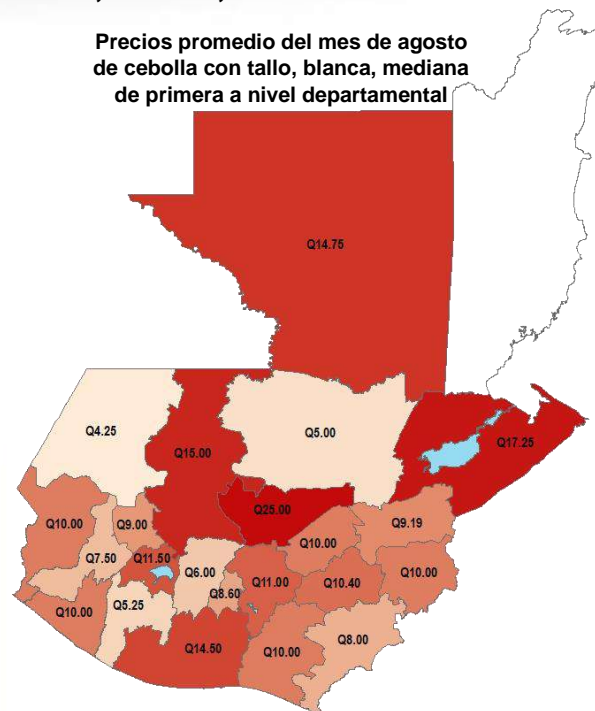 Precios promedio del mes de agosto
de cebolla con tallo, blanca, mediana
de primera a nivel departamental
Q14.75
Q4.25
Q15.00
Q5.00
Q17.25
Q25.00
Q10.00
Q9.00
Q10.00
Q9.19
Q7.50
Q11.50
Q6.00
Q8.60
Q11.00
Q10.40
Q10.00
Q10.00
Q5.25
Q14.50
Q10.00
Q8.00